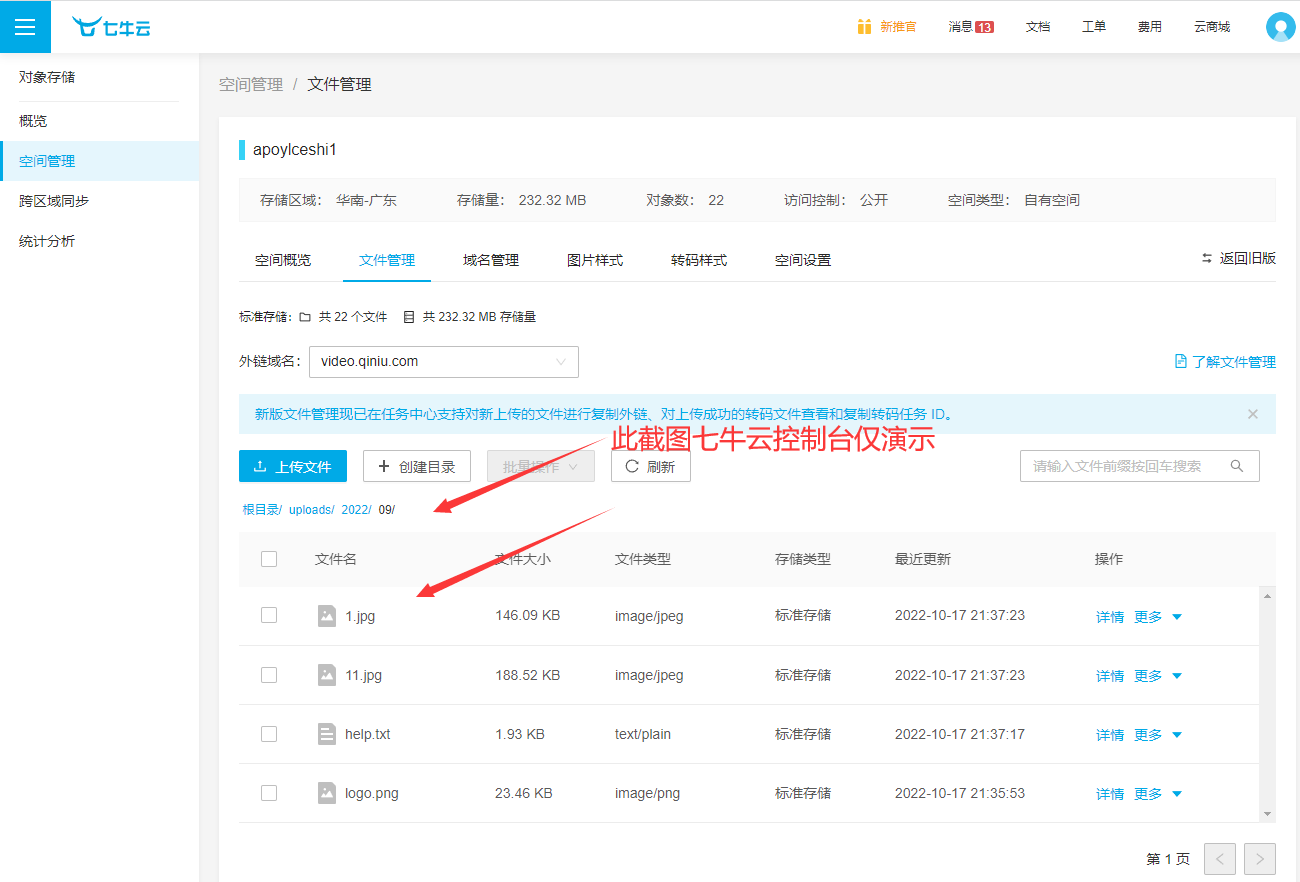 七牛云
新推官 消息 13 文档 工单 费用 云商城
对象存储
概览
空间管理
跨区域同步
统计分析
空间管理 / 文件管理
apoylceshi1
存储区域： 华南-广东 存储量： 232.32 MB 对象数： 22 访问控制： 公开 空间类型： 自有空间
空间概览 文件管理 域名管理 图片样式 转码样式 空间设置 返回旧版
标准存储： 共 22 个文件 共 232.32 MB 存储量
外链域名： video.qiniu.com 了解文件管理
新版文件管理现已在任务中心支持对新上传的文件进行复制外链、对上传成功的转码文件查看和复制转码任务 ID。
此截图七牛云控制台仅演示
上传文件 创建目录 批量操作 刷新 请输入文件前缀按回车搜索
根目录/ uploads/ 2022/ 09/
文件名 文件大小 文件类型 存储类型 最近更新 操作
1.jpg 146.09 KB image/jpeg 标准存储 2022-10-17 21:37:23 详情 更多
11.jpg 188.52 KB image/jpeg 标准存储 2022-10-17 21:37:23 详情 更多
help.txt 1.93 KB text/plain 标准存储 2022-10-17 21:37:17 详情 更多
logo.png 23.46 KB image/png 标准存储 2022-10-17 21:35:53 详情 更多
第 1 页